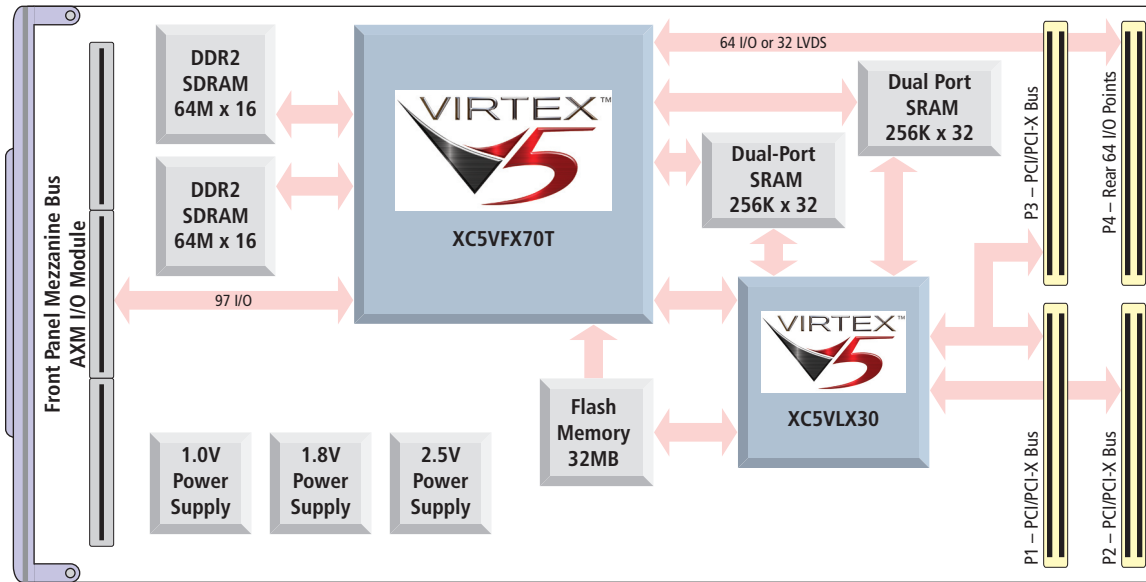 Front Panel Mezzanine Bus
AXM I/O Module
DDR2
SDRAM
64M x 16
DDR2
SDRAM
64M x 16
97 I/O
VIRTEX™
5
XC5VFX70T
64 I/O or 32 LVDS
Dual Port
SRAM
256K x 32
Dual-Port
SRAM
256K x 32
VIRTEX™
5
XC5VLX30
Flash
Memory
32MB
1.0V
Power
Supply
1.8V
Power
Supply
2.5V
Power
Supply
P3 – PCI/PCI-X Bus
P4 – Rear 64 I/O Points
P1 – PCI/PCI-X Bus
P2 – PCI/PCI-X Bus